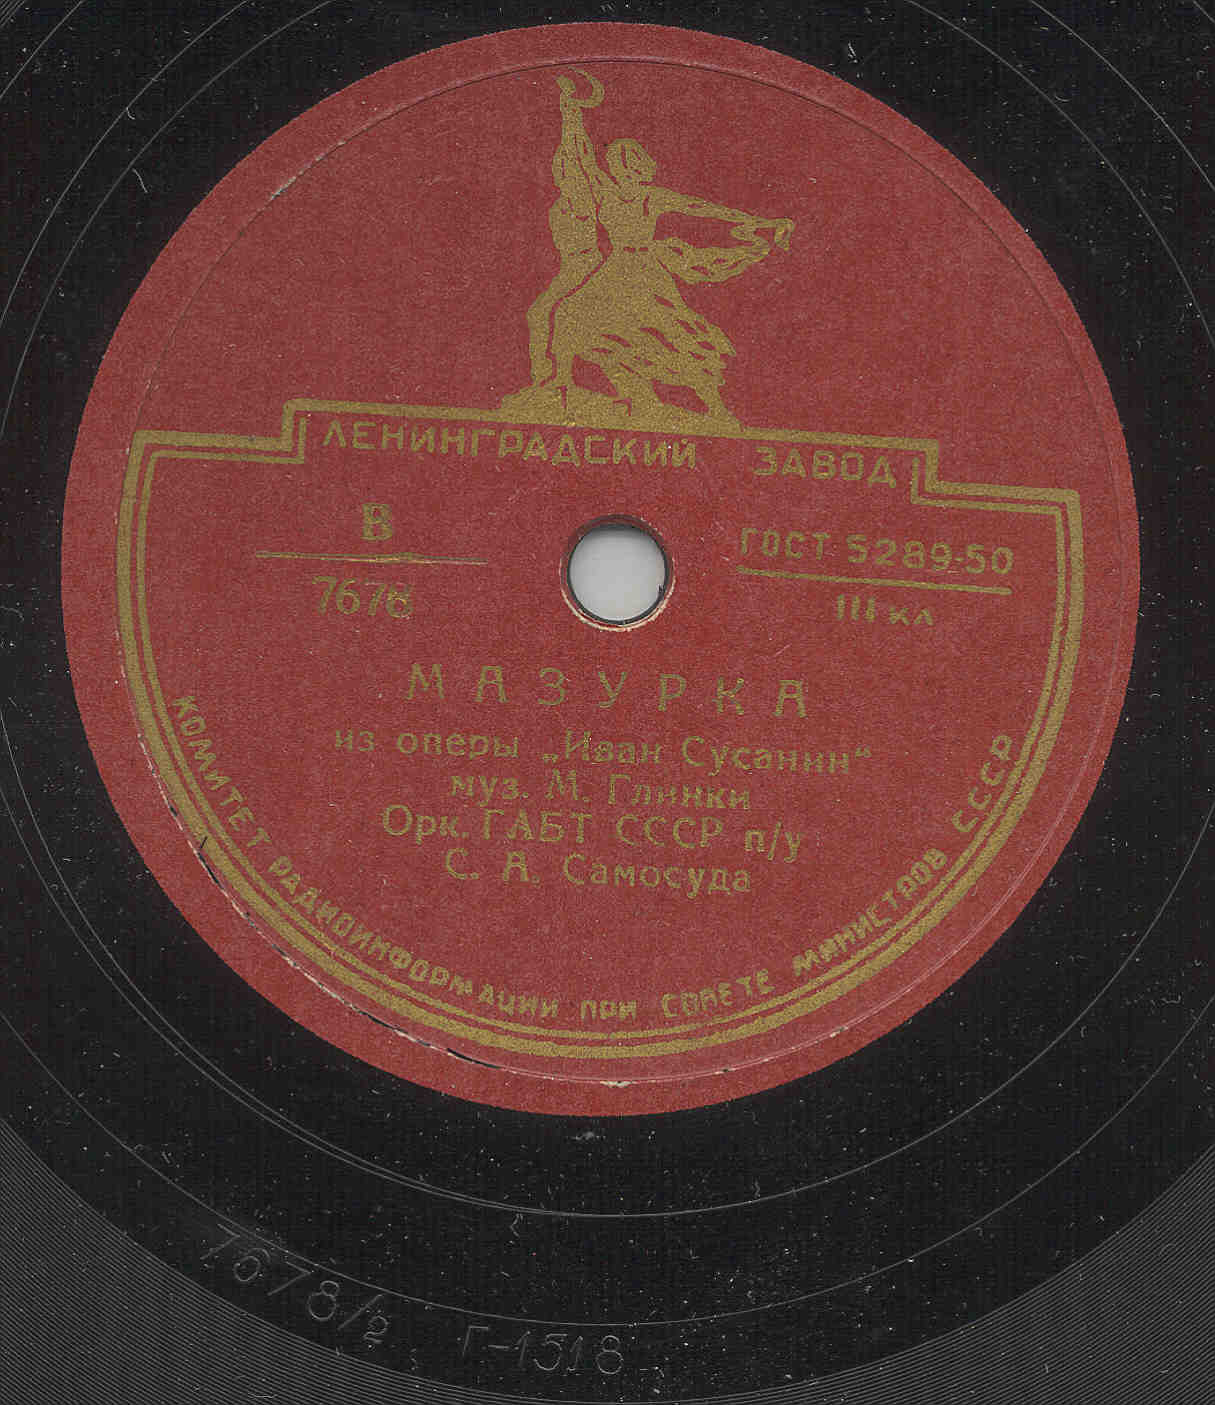 ЛЕНИНГРАДСКИЙ ЗАВОД
В
7678
ГОСТ 5289-50
III кл
МАЗУРКА
из оперы „Иван Сусанин“
муз. М. Глинки
Орк. ГАБТ СССР п/у
С. А. Самосуда
КОМИТЕТ РАДИОИНФОРМАЦИИ ПРИ СОВЕТЕ МИНИСТРОВ СССР
7678/2 Г-1518